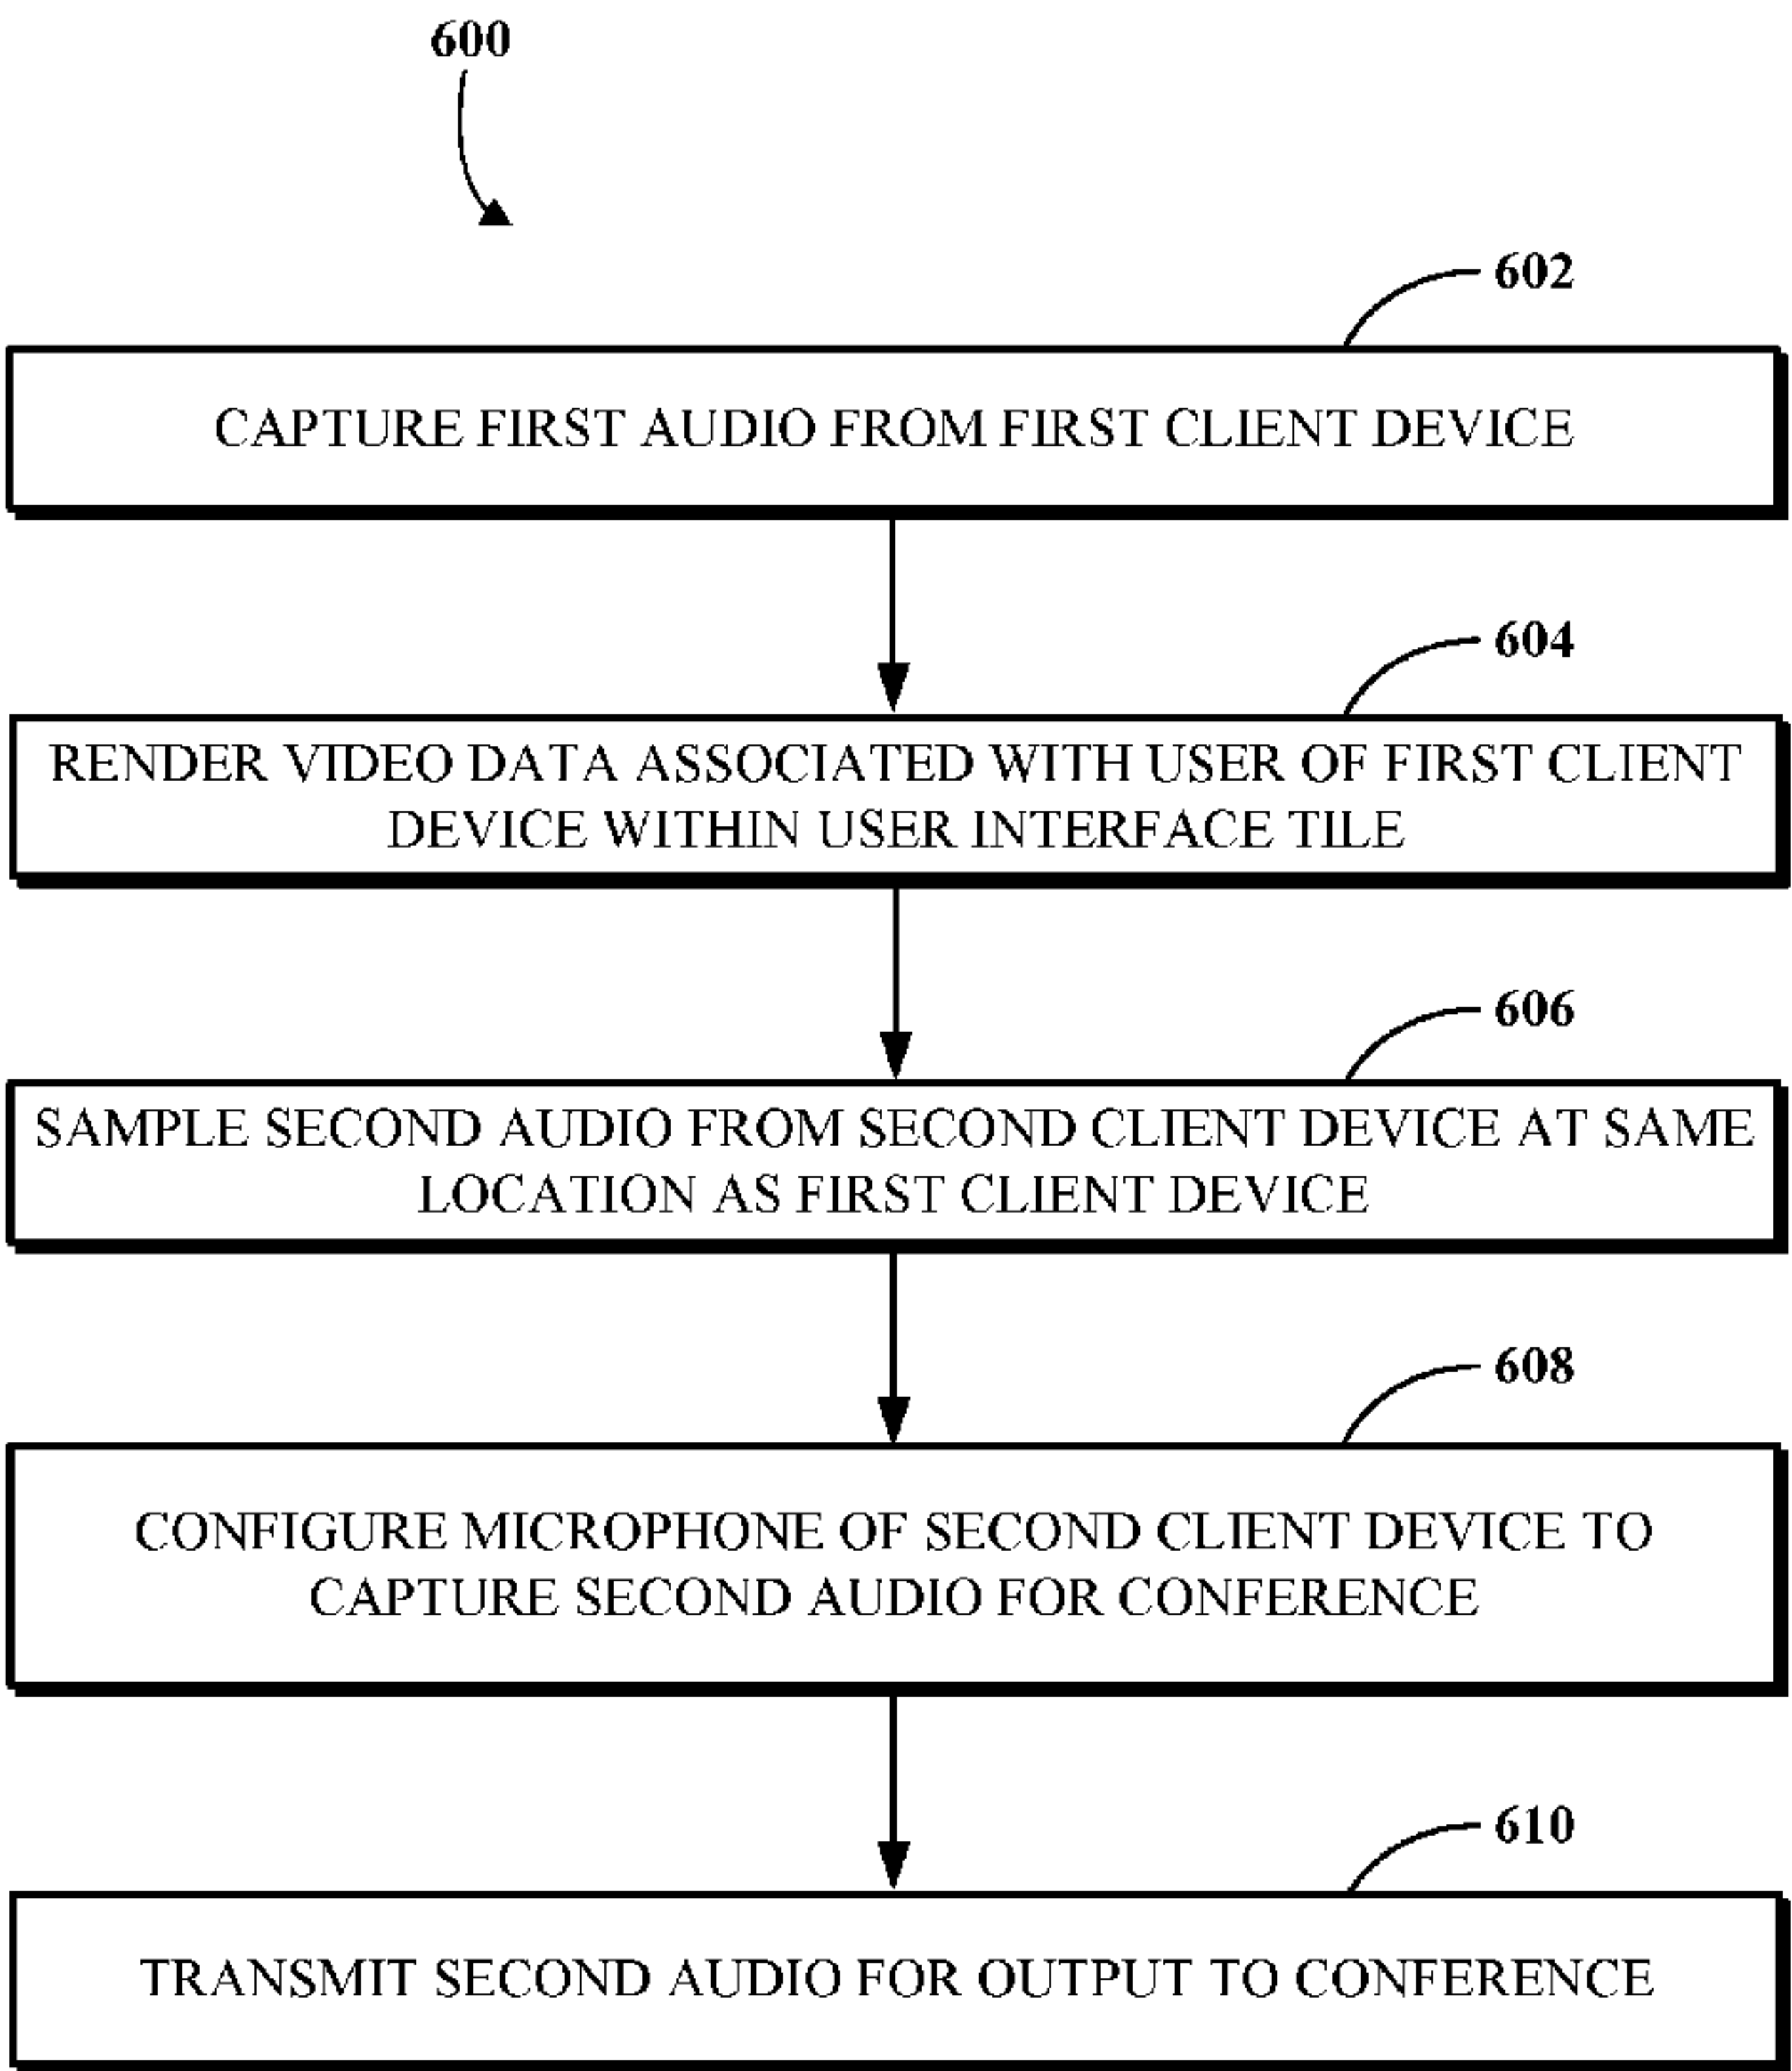 600
602
CAPTURE FIRST AUDIO FROM FIRST CLIENT DEVICE
604
RENDER VIDEO DATA ASSOCIATED WITH USER OF FIRST CLIENT
DEVICE WITHIN USER INTERFACE TILE
606
SAMPLE SECOND AUDIO FROM SECOND CLIENT DEVICE AT SAME
LOCATION AS FIRST CLIENT DEVICE
608
CONFIGURE MICROPHONE OF SECOND CLIENT DEVICE TO
CAPTURE SECOND AUDIO FOR CONFERENCE
610
TRANSMIT SECOND AUDIO FOR OUTPUT TO CONFERENCE